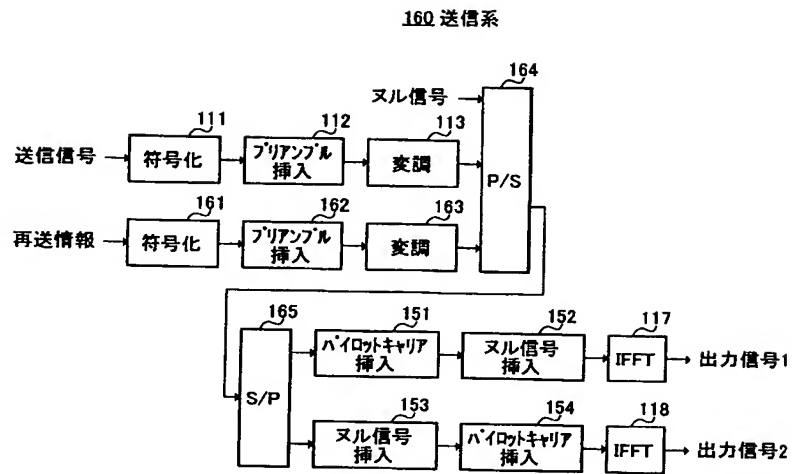 160 送信系
164
ヌル信号
111
112
113
送信信号
符号化
プリアンブル
挿入
変調
P/S
161
162
163
再送情報
符号化
プリアンブル
挿入
変調
165
151
152
117
S/P
パイロットキャリア
挿入
ヌル信号
挿入
IFFT
出力信号1
153
154
118
ヌル信号
挿入
パイロットキャリア
挿入
IFFT
出力信号2